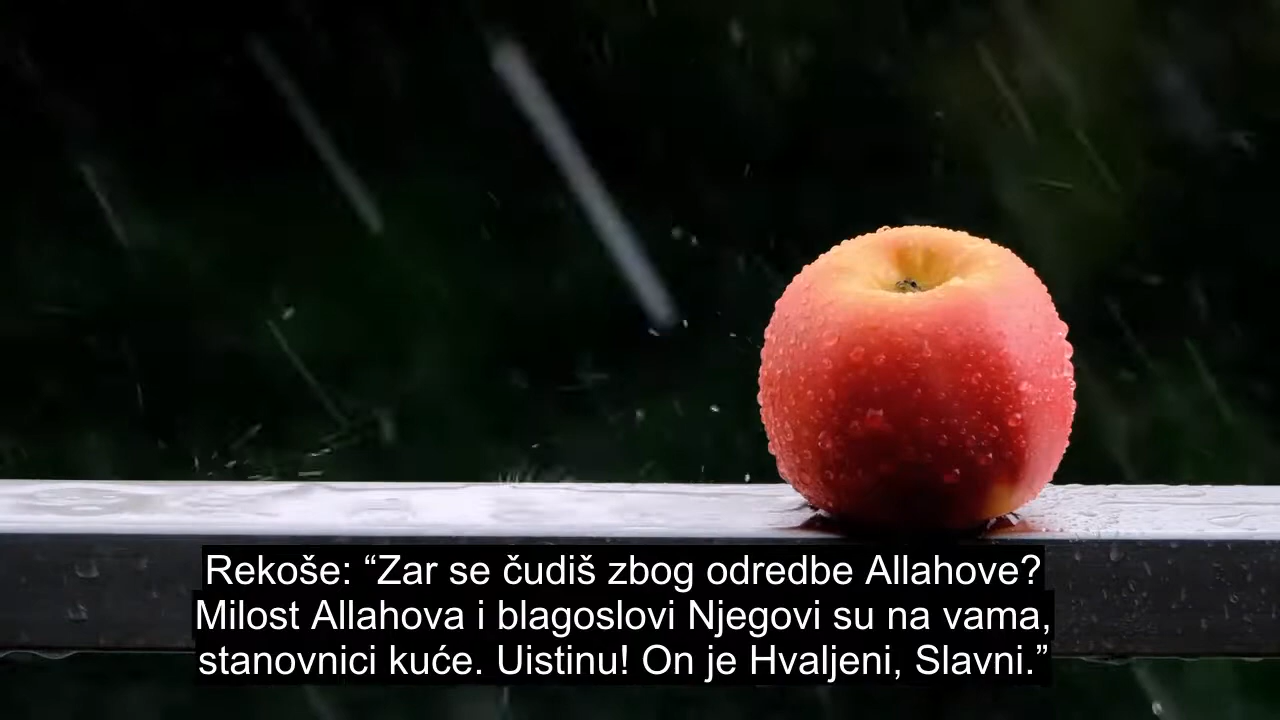 Rekoše: “Zar se čudiš zbog odredbe Allahove?
Milost Allahova i blagoslovi Njegovi su na vama,
stanovnici kuće. Uistinu! On je Hvaljeni, Slavni.”